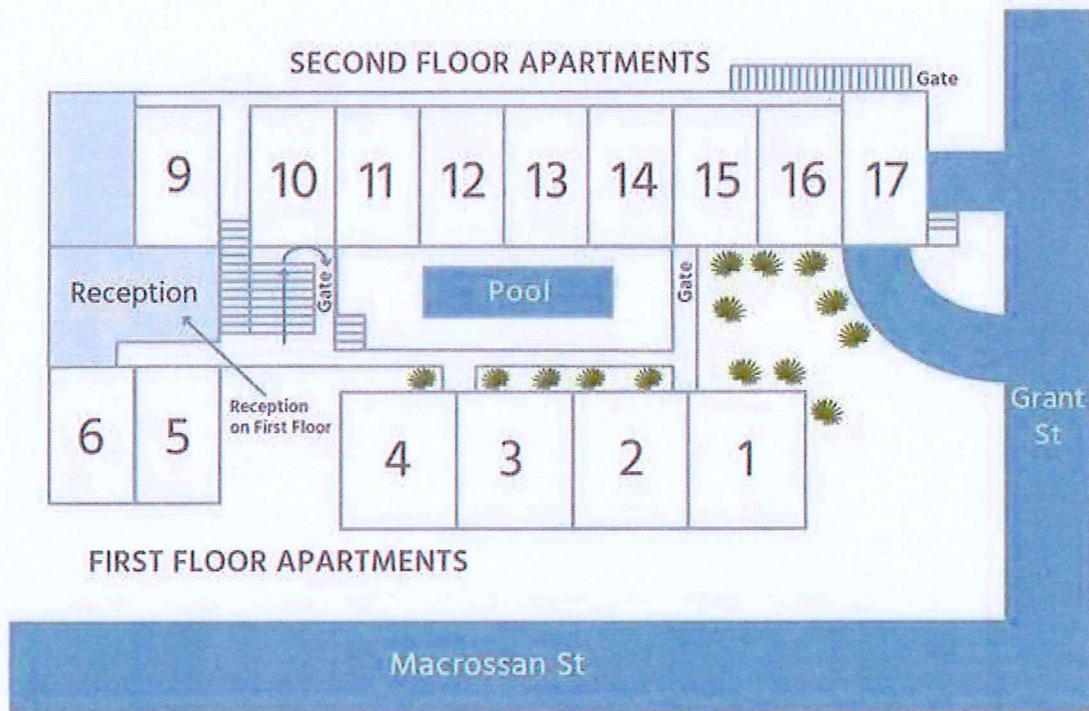 SECOND FLOOR APARTMENTS
Gate
9
10
11
12
13
14
15
16
17
Reception
Gate
Pool
Gate
Reception
on First Floor
6
5
4
3
2
1
Grant
St
FIRST FLOOR APARTMENTS
Macrossan St